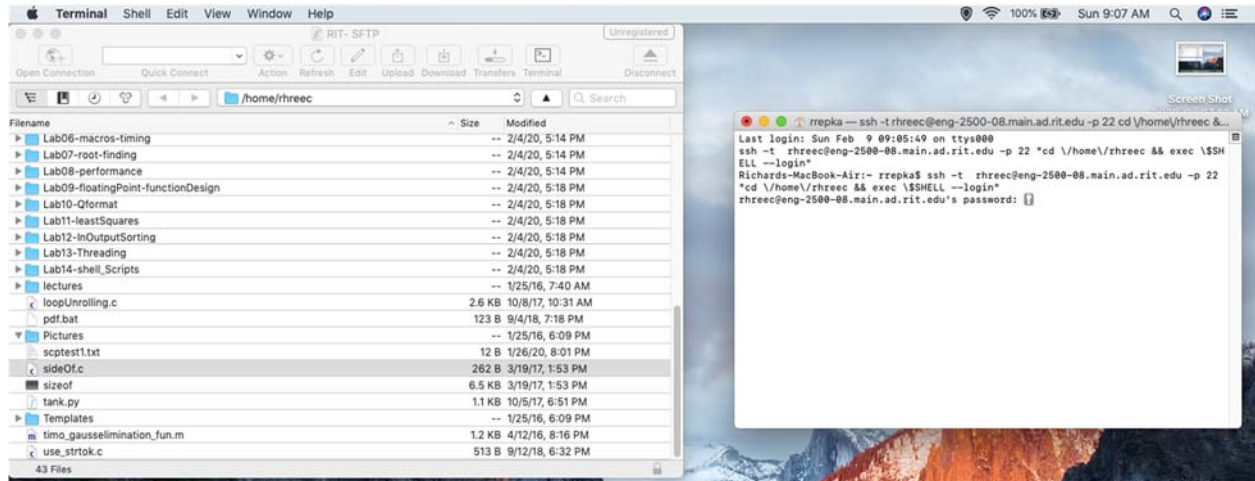 Terminal Shell Edit View Window Help 100% Sun 9:07 AM
RIT- SFTP Unregistered
Open Connection Quick Connect Action Refresh Edit Upload Download Transfers Terminal Disconnect
/home/rhreec Search
Filename Size Modified
Lab06-macros-timing -- 2/4/20, 5:14 PM
Lab07-root-finding -- 2/4/20, 5:14 PM
Lab08-performance -- 2/4/20, 5:14 PM
Lab09-floatingPoint-functionDesign -- 2/4/20, 5:18 PM
Lab10-Qformat -- 2/4/20, 5:18 PM
Lab11-leastSquares -- 2/4/20, 5:18 PM
Lab12-InOutputSorting -- 2/4/20, 5:18 PM
Lab13-Threading -- 2/4/20, 5:18 PM
Lab14-shell_Scripts -- 2/4/20, 5:18 PM
lectures -- 1/25/16, 7:40 AM
loopUnrolling.c 2.6 KB 10/8/17, 10:31 AM
pdf.bat 123 B 9/4/18, 7:18 PM
Pictures -- 1/25/16, 6:09 PM
scptest1.txt 12 B 1/26/20, 8:01 PM
sideOf.c 262 B 3/19/17, 1:53 PM
sizeof 6.5 KB 3/19/17, 1:53 PM
tank.py 1.1 KB 10/5/17, 6:51 PM
Templates -- 1/25/16, 6:09 PM
timo_gausselimination_fun.m 1.2 KB 4/12/16, 8:16 PM
use_strtok.c 513 B 9/12/18, 6:32 PM
43 Files
Screen Shot
rrepka — ssh -t rhreec@eng-2500-08.main.ad.rit.edu -p 22 cd \/home\/rhreec &...
Last login: Sun Feb 9 09:05:49 on ttys000
ssh -t rhreec@eng-2500-08.main.ad.rit.edu -p 22 "cd \/home\/rhreec && exec \$SH
ELL --login"
Richards-MacBook-Air:~ rrepka$ ssh -t rhreec@eng-2500-08.main.ad.rit.edu -p 22
"cd \/home\/rhreec && exec \$SHELL --login"
rhreec@eng-2500-08.main.ad.rit.edu's password: